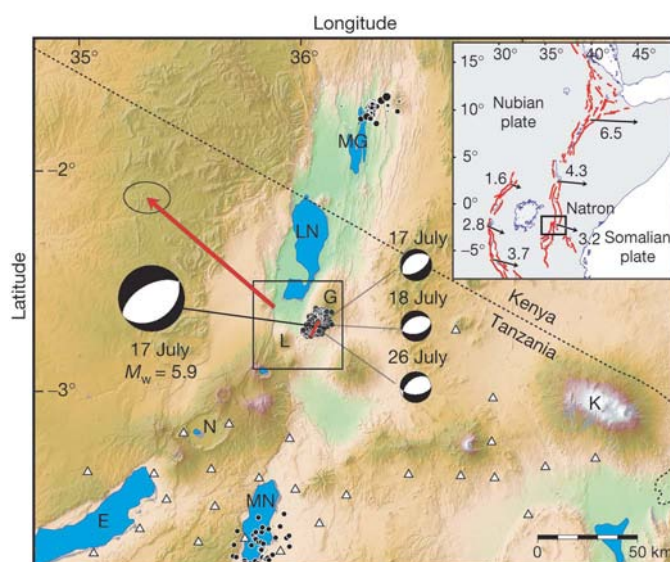 Longitude
35° 36°
30° 35° 40° 45°
15°
10°
5°
0°
−5°
Nubian
plate
6.5
4.3
1.6
Natron
2.8
3.2
Somalian
plate
3.7
MG
−2°
Latitude
LN
17 July
G
18 July
L
26 July
Kenya
Tanzania
17 July
Mw = 5.9
−3°
N
K
E
MN
0 50 km